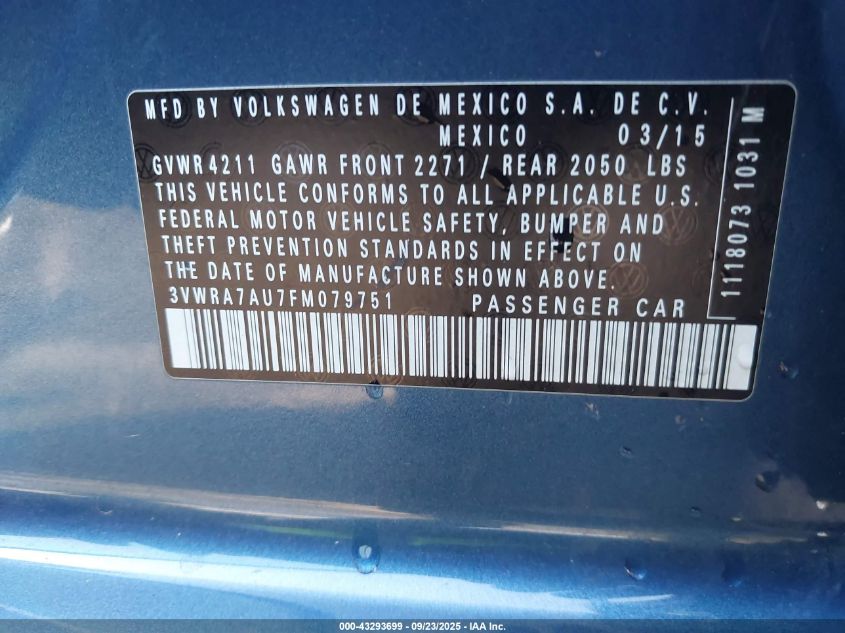 MFD BY VOLKSWAGEN DE MEXICO S.A. DE C.V.
MEXICO 03/15
GVWR 4211 GAWR FRONT 2271 / REAR 2050 LBS
THIS VEHICLE CONFORMS TO ALL APPLICABLE U.S.
FEDERAL MOTOR VEHICLE SAFETY, BUMPER AND
THEFT PREVENTION STANDARDS IN EFFECT ON
THE DATE OF MANUFACTURE SHOWN ABOVE.
3VWRA7AU7FM079751 PASSENGER CAR
1118073 1031 M
000-43293699 - 09/23/2025 - IAA Inc.